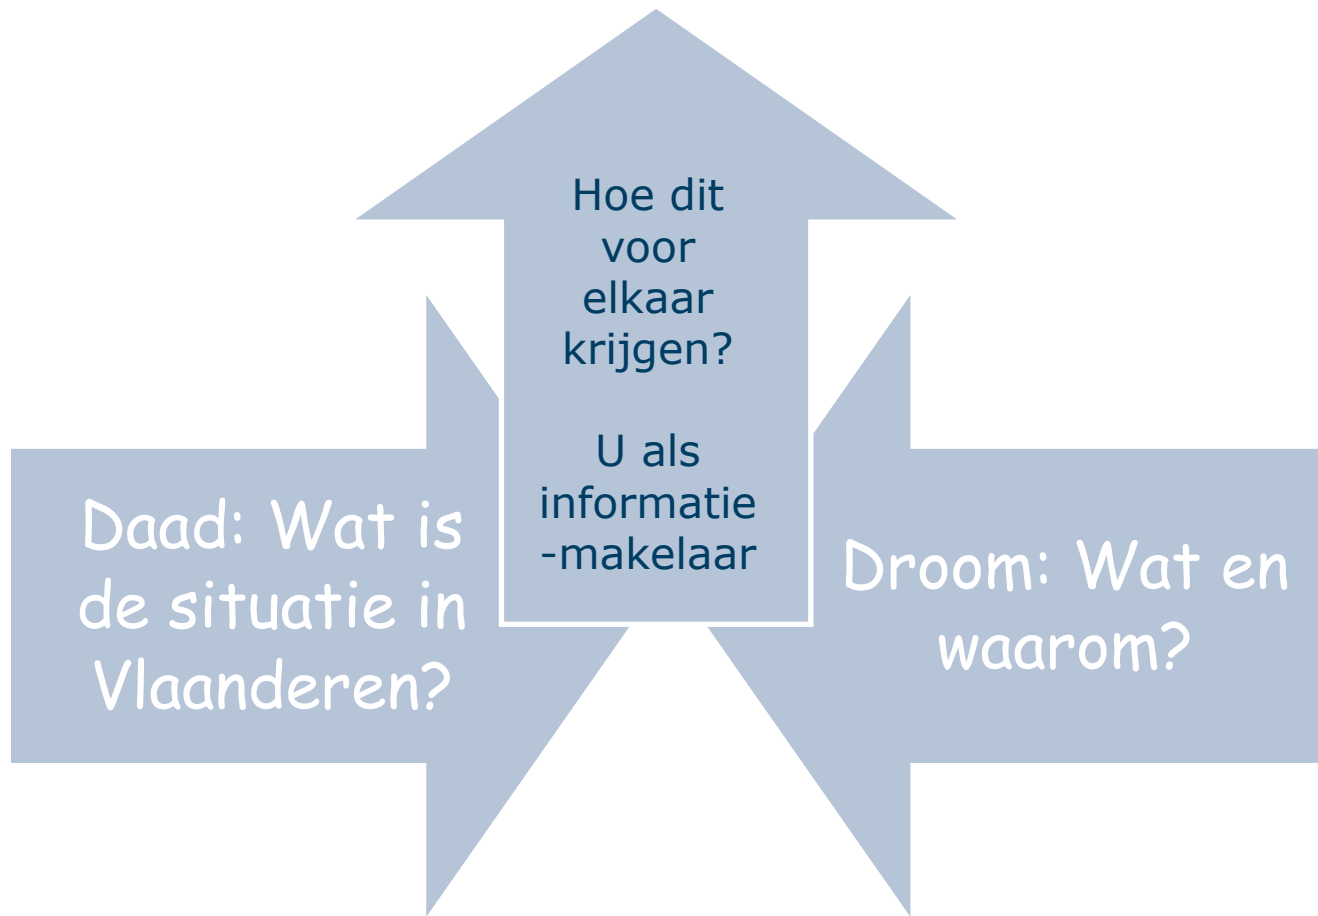 Hoe dit
voor
elkaar
krijgen?
U als
informatie
-makelaar
Daad: Wat is
de situatie in
Vlaanderen?
Droom: Wat en
waarom?